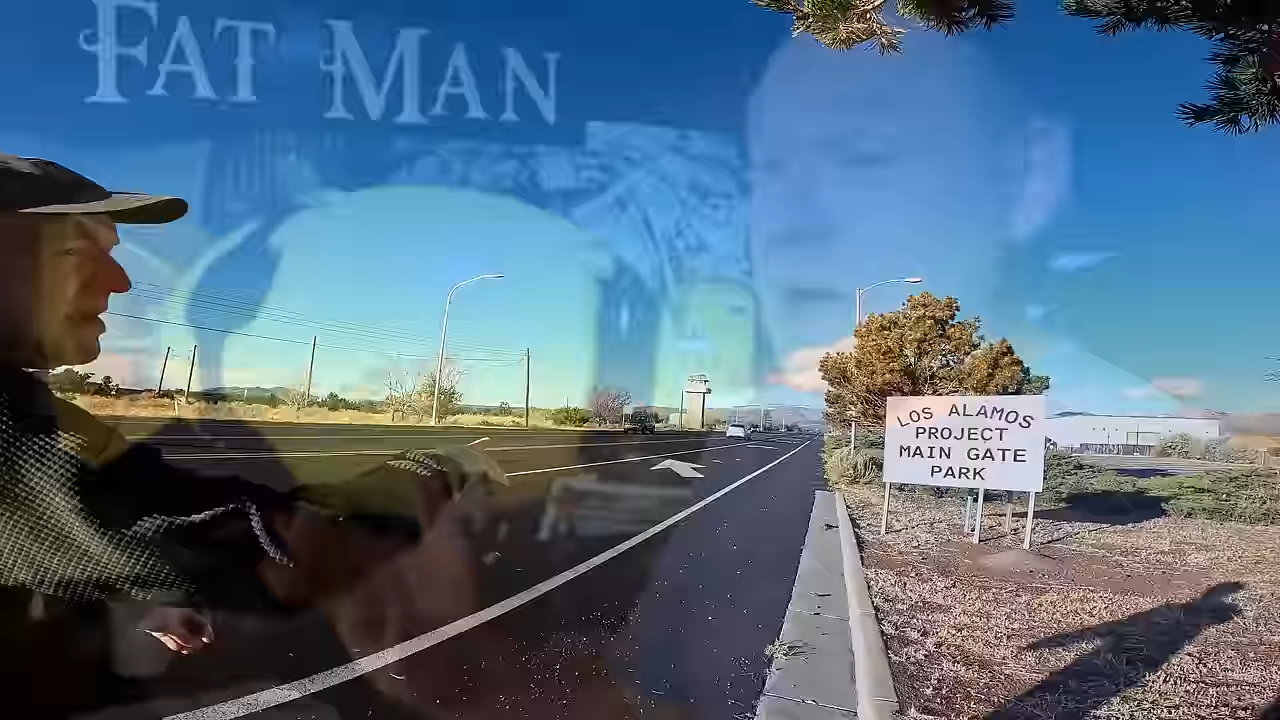 FAT MAN
LOS ALAMOS
PROJECT
MAIN GATE
PARK